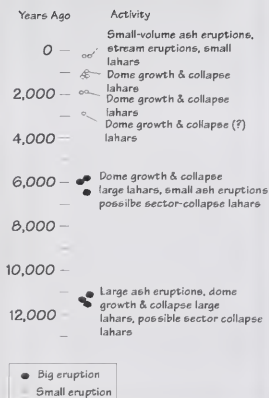 Years Ago Activity
0
Small-volume ash eruptions,
stream eruptions, small
lahars
Dome growth & collapse
lahars
2,000
Dome growth & collapse
lahars
Dome growth & collapse (?)
lahars
4,000
6,000
Dome growth & collapse
large lahars, small ash eruptions
possilbe sector-collapse lahars
8,000
10,000
12,000
Large ash eruptions, dome
growth & collapse large
lahars, possible sector collapse
lahars
Big eruption
Small eruption